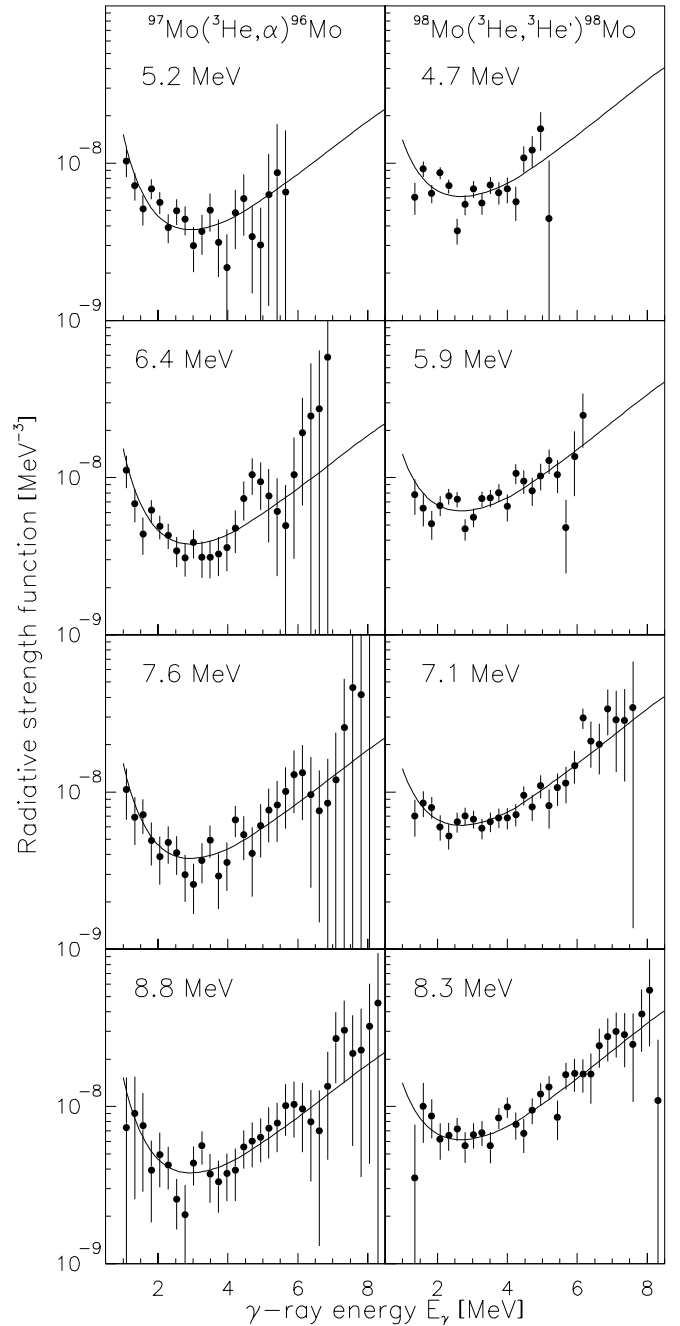 ⁹⁷Mo(³He,α)⁹⁶Mo
⁹⁸Mo(³He,³He')⁹⁸Mo
5.2 MeV
4.7 MeV
10⁻⁸
10⁻⁹
6.4 MeV
5.9 MeV
10⁻⁸
10⁻⁹
7.6 MeV
7.1 MeV
10⁻⁸
10⁻⁹
8.8 MeV
8.3 MeV
10⁻⁸
10⁻⁹
2 4 6 8 2 4 6 8
γ-ray energy Eᵧ [MeV]
Radiative strength function [MeV⁻³]